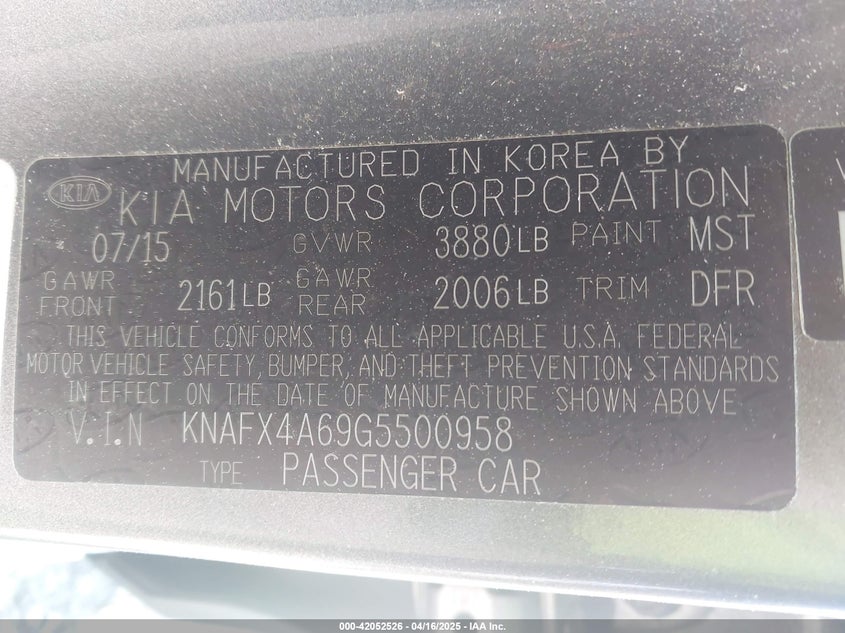 MANUFACTURED IN KOREA BY
KIA KIA MOTORS CORPORATION
07/15 GVWR 3880LB PAINT MST
GAWR FRONT 2161LB GAWR REAR 2006LB TRIM DFR
THIS VEHICLE CONFORMS TO ALL APPLICABLE U.S.A. FEDERAL
MOTOR VEHICLE SAFETY, BUMPER, AND THEFT PREVENTION STANDARDS
IN EFFECT ON THE DATE OF MANUFACTURE SHOWN ABOVE
V.I.N KNAFX4A69G5500958
TYPE PASSENGER CAR
000-42052526 - 04/16/2025 - IAA Inc.